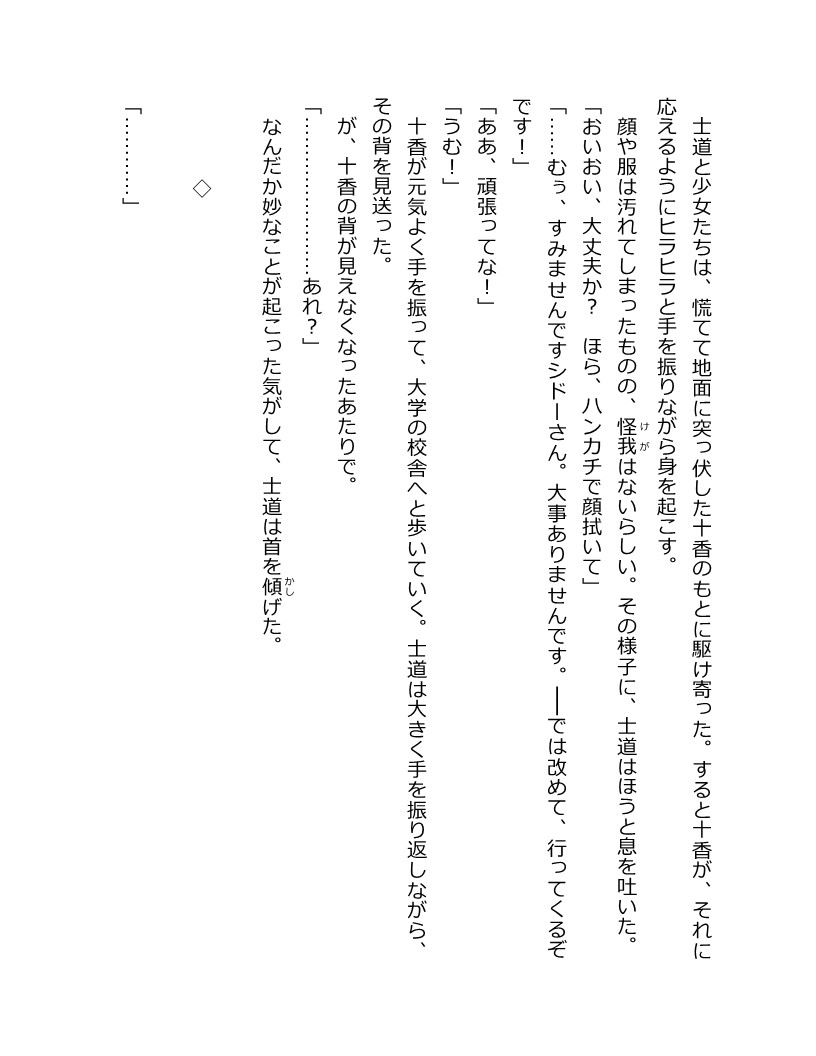 士道と少女たちは、慌てて地面に突っ伏した十香のもとに駆け寄った。すると十香が、それに
応えるようにヒラヒラと手を振りながら身を起こす。
顔や服は汚れてしまったものの、怪我はないらしい。その様子に、士道はほうと息を吐いた。
「おいおい、大丈夫か?　ほら、ハンカチで顔拭いて」
「……むぅ、すみませんですシドーさん。大事ありませんです。――では改めて、行ってくるぞ
です!」
「ああ、頑張ってな!」
「うむ!」
十香が元気よく手を振って、大学の校舎へと歩いていく。士道は大きく手を振り返しながら、
その背を見送った。
が、十香の背が見えなくなったあたりで。
「……………………あれ?」
なんだか妙なことが起こった気がして、士道は首を傾げた。
◇
「…………」